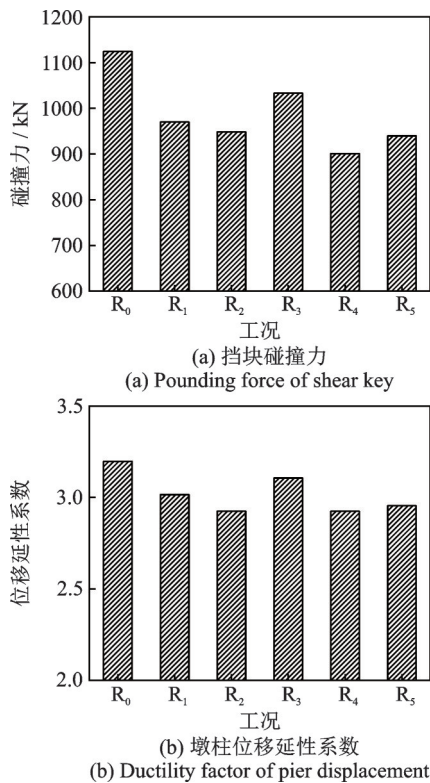 1200
1100
1000
900
800
700
600
碰撞力 / kN
R₀ R₁ R₂ R₃ R₄ R₅
工况
(a) 挡块碰撞力
(a) Pounding force of shear key
3.5
3.0
2.5
2.0
位移延性系数
R₀ R₁ R₂ R₃ R₄ R₅
工况
(b) 墩柱位移延性系数
(b) Ductility factor of pier displacement